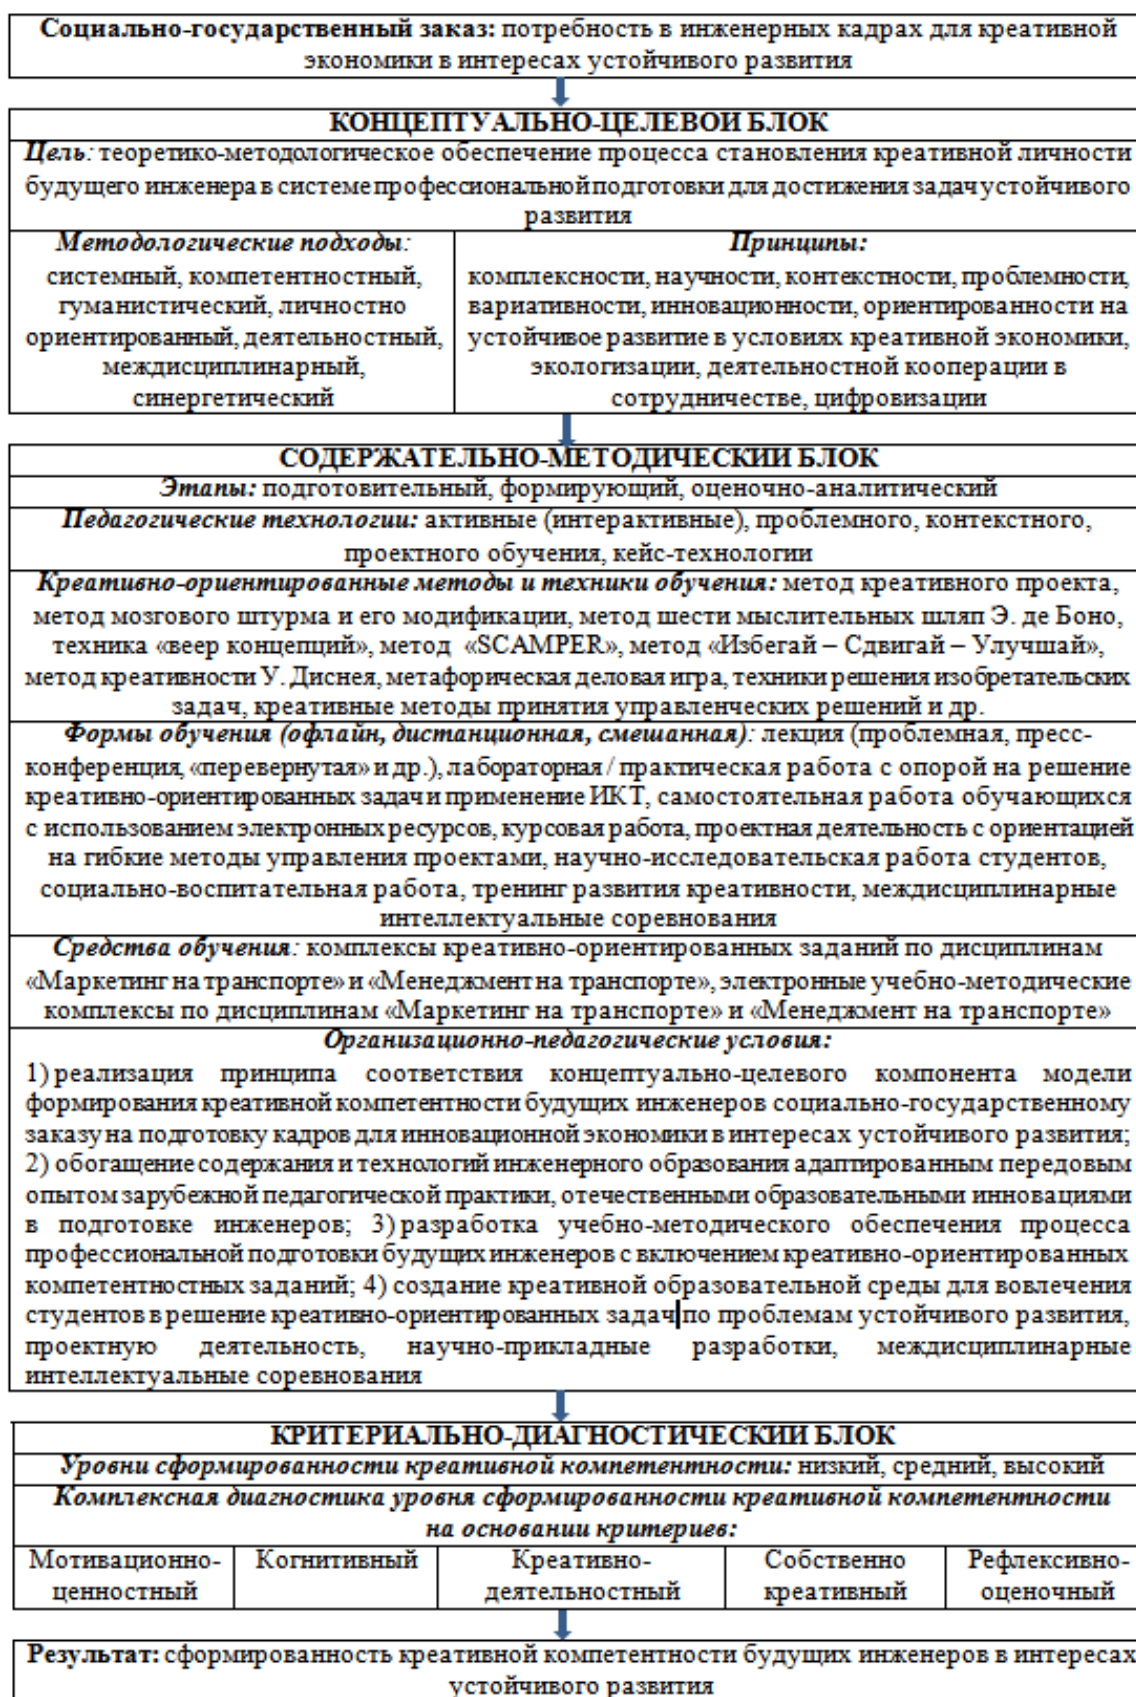 Социально-государственный заказ: потребность в инженерных кадрах для креативной
экономики в интересах устойчивого развития
КОНЦЕПТУАЛЬНО-ЦЕЛЕВОЙ БЛОК
Цель: теоретико-методологическое обеспечение процесса становления креативной личности
будущего инженера в системе профессиональной подготовки для достижения задач устойчивого
развития
Методологические подходы:
системный, компетентностный,
гуманистический, личностно
ориентированный, деятельностный,
междисциплинарный,
синергетический
Принципы:
комплексности, научности, контекстности, проблемности,
вариативности, инновационности, ориентированности на
устойчивое развитие в условиях креативной экономики,
экологизации, деятельностной кооперации в
сотрудничестве, цифровизации
СОДЕРЖАТЕЛЬНО-МЕТОДИЧЕСКИЙ БЛОК
Этапы: подготовительный, формирующий, оценочно-аналитический
Педагогические технологии: активные (интерактивные), проблемного, контекстного,
проектного обучения, кейс-технологии
Креативно-ориентированные методы и техники обучения: метод креативного проекта,
метод мозгового штурма и его модификации, метод шести мыслительных шляп Э. де Боно,
техника «веер концепций», метод «SCAMPER», метод «Избегай – Сдвигай – Улучшай»,
метод креативности У. Диснея, метафорическая деловая игра, техники решения изобретательских
задач, креативные методы принятия управленческих решений и др.
Формы обучения (офлайн, дистанционная, смешанная): лекция (проблемная, пресс-
конференция, «перевернутая» и др.), лабораторная / практическая работа с опорой на решение
креативно-ориентированных задач и применение ИКТ, самостоятельная работа обучающихся
с использованием электронных ресурсов, курсовая работа, проектная деятельность с ориентацией
на гибкие методы управления проектами, научно-исследовательская работа студентов,
социально-воспитательная работа, тренинг развития креативности, междисциплинарные
интеллектуальные соревнования
Средства обучения: комплексы креативно-ориентированных заданий по дисциплинам
«Маркетинг на транспорте» и «Менеджмент на транспорте», электронные учебно-методические
комплексы по дисциплинам «Маркетинг на транспорте» и «Менеджмент на транспорте»
Организационно-педагогические условия:
1) реализация принципа соответствия концептуально-целевого компонента модели
формирования креативной компетентности будущих инженеров социально-государственному
заказу на подготовку кадров для инновационной экономики в интересах устойчивого развития;
2) обогащение содержания и технологий инженерного образования адаптированным передовым
опытом зарубежной педагогической практики, отечественными образовательными инновациями
в подготовке инженеров; 3) разработка учебно-методического обеспечения процесса
профессиональной подготовки будущих инженеров с включением креативно-ориентированных
компетентностных заданий; 4) создание креативной образовательной среды для вовлечения
студентов в решение креативно-ориентированных задач по проблемам устойчивого развития,
проектную деятельность, научно-прикладные разработки, междисциплинарные
интеллектуальные соревнования
КРИТЕРИАЛЬНО-ДИАГНОСТИЧЕСКИЙ БЛОК
Уровни сформированности креативной компетентности: низкий, средний, высокий
Комплексная диагностика уровня сформированности креативной компетентности
на основании критериев:
Мотивационно-
ценностный
Когнитивный
Креативно-
деятельностный
Собственно
креативный
Рефлексивно-
оценочный
Результат: сформированность креативной компетентности будущих инженеров в интересах
устойчивого развития